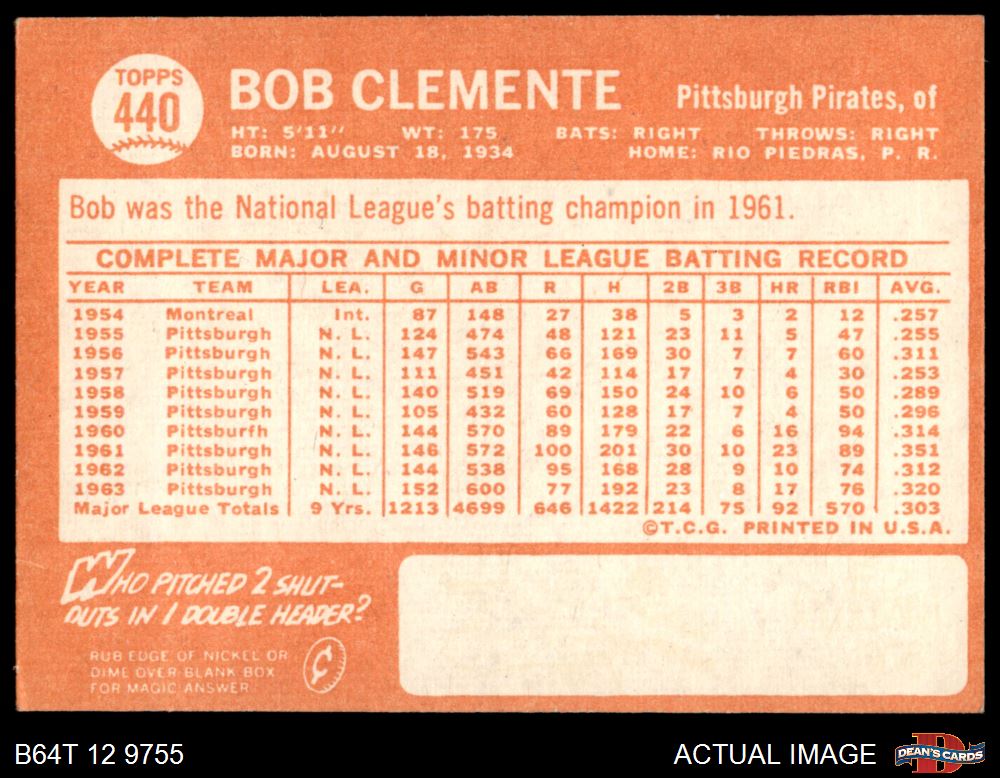 TOPPS
440
BOB CLEMENTE
Pittsburgh Pirates, of
HT: 5'11" WT: 175 BATS: RIGHT THROWS: RIGHT
BORN: AUGUST 18, 1934 HOME: RIO PIEDRAS, P. R.
Bob was the National League's batting champion in 1961.
COMPLETE MAJOR AND MINOR LEAGUE BATTING RECORD
YEAR TEAM LEA. G AB R H 2B 3B HR RBI AVG.
1954 Montreal Int. 87 148 27 38 5 3 2 12 .257
1955 Pittsburgh N. L. 124 474 48 121 23 11 5 47 .255
1956 Pittsburgh N. L. 147 543 66 169 30 7 7 60 .311
1957 Pittsburgh N. L. 111 451 42 114 17 7 4 30 .253
1958 Pittsburgh N. L. 140 519 69 150 24 10 6 50 .289
1959 Pittsburgh N. L. 105 432 60 128 17 7 4 50 .296
1960 Pittsburfh N. L. 144 570 89 179 22 6 16 94 .314
1961 Pittsburgh N. L. 146 572 100 201 30 10 23 89 .351
1962 Pittsburgh N. L. 144 538 95 168 28 9 10 74 .312
1963 Pittsburgh N. L. 152 600 77 192 23 8 17 76 .320
Major League Totals 9 Yrs. 1213 4699 646 1422 214 75 92 570 .303
©T.C.G. PRINTED IN U.S.A.
WHO PITCHED 2 SHUT-
OUTS IN 1 DOUBLE HEADER?
RUB EDGE OF NICKEL OR
DIME OVER BLANK BOX
FOR MAGIC ANSWER
¢
B64T 12 9755
ACTUAL IMAGE
DEAN'S CARDS